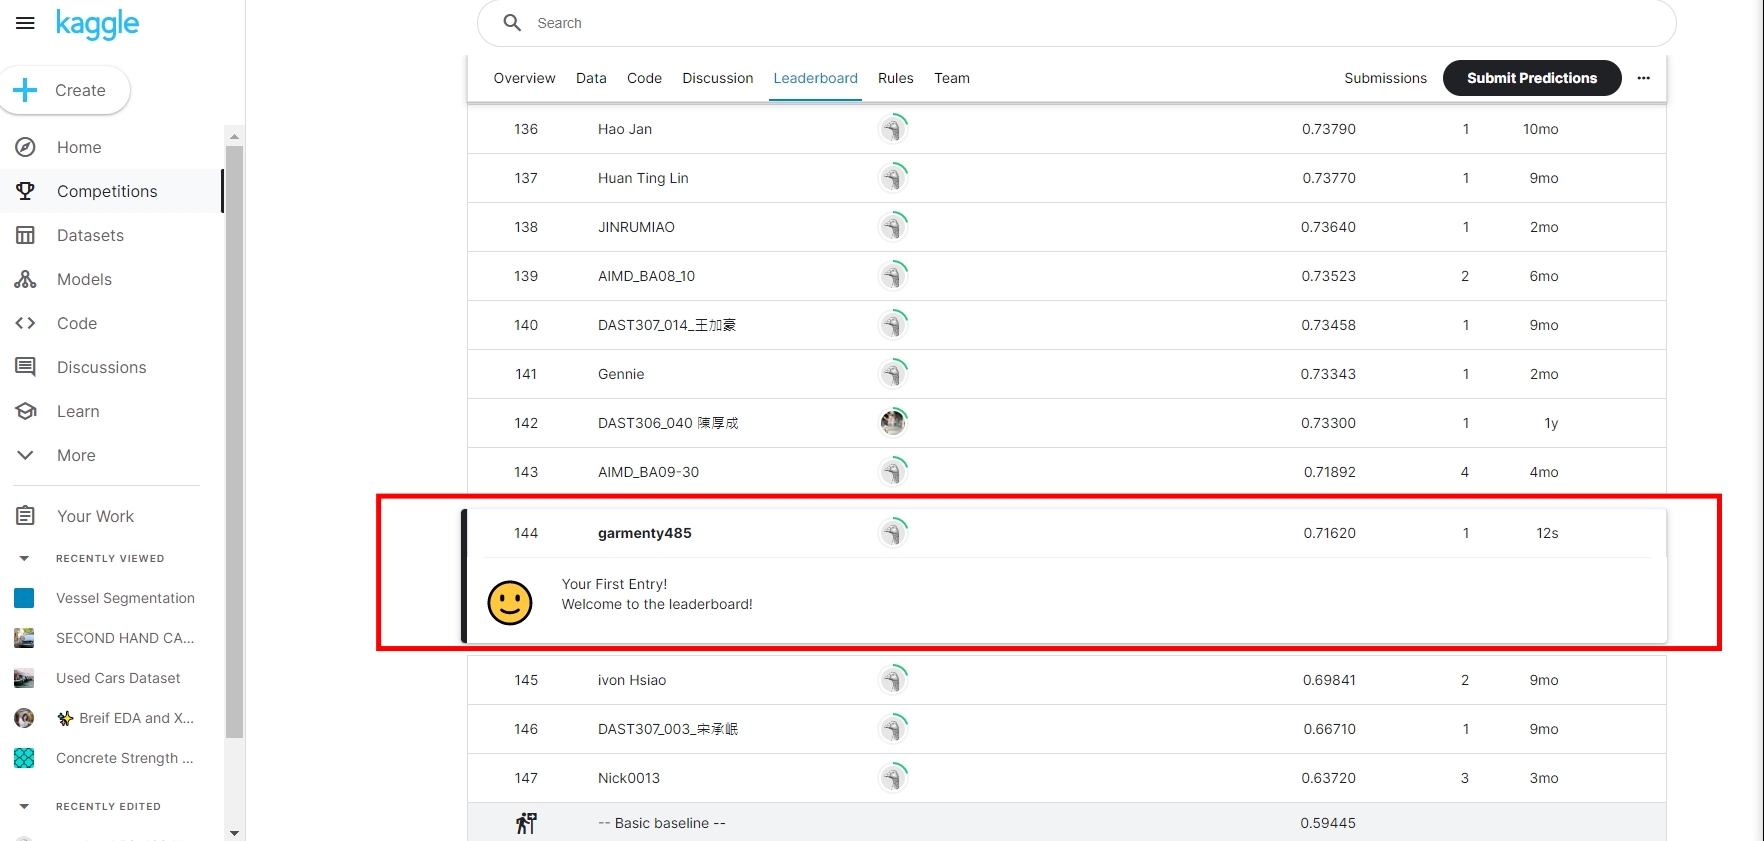 kaggle
Search
Create
Home
Competitions
Datasets
Models
Code
Discussions
Learn
More
Your Work
RECENTLY VIEWED
Vessel Segmentation
SECOND HAND CA...
Used Cars Dataset
✨ Breif EDA and X...
Concrete Strength ...
RECENTLY EDITED
Overview Data Code Discussion Leaderboard Rules Team Submissions Submit Predictions
136 Hao Jan 0.73790 1 10mo
137 Huan Ting Lin 0.73770 1 9mo
138 JINRUMIAO 0.73640 1 2mo
139 AIMD_BA08_10 0.73523 2 6mo
140 DAST307_014_王加豪 0.73458 1 9mo
141 Gennie 0.73343 1 2mo
142 DAST306_040 陳厚成 0.73300 1 1y
143 AIMD_BA09-30 0.71892 4 4mo
144 garmenty485 0.71620 1 12s
Your First Entry!
Welcome to the leaderboard!
145 ivon Hsiao 0.69841 2 9mo
146 DAST307_003_宋承岷 0.66710 1 9mo
147 Nick0013 0.63720 3 3mo
-- Basic baseline -- 0.59445